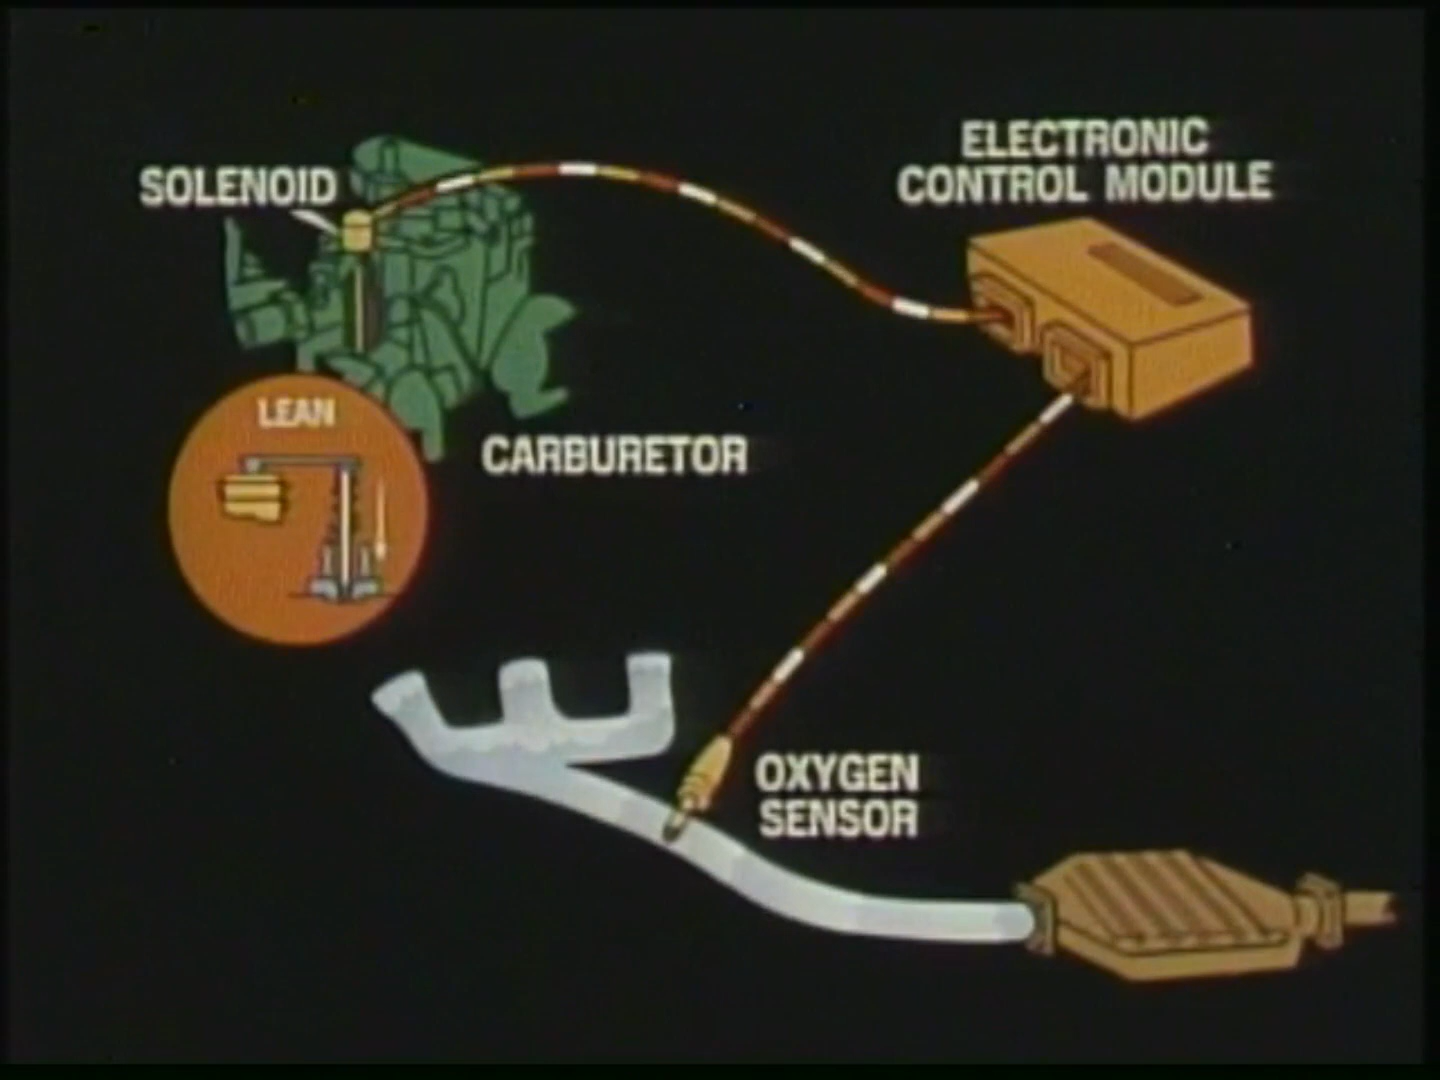 SOLENOID
ELECTRONIC
CONTROL MODULE
LEAN
CARBURETOR
OXYGEN
SENSOR